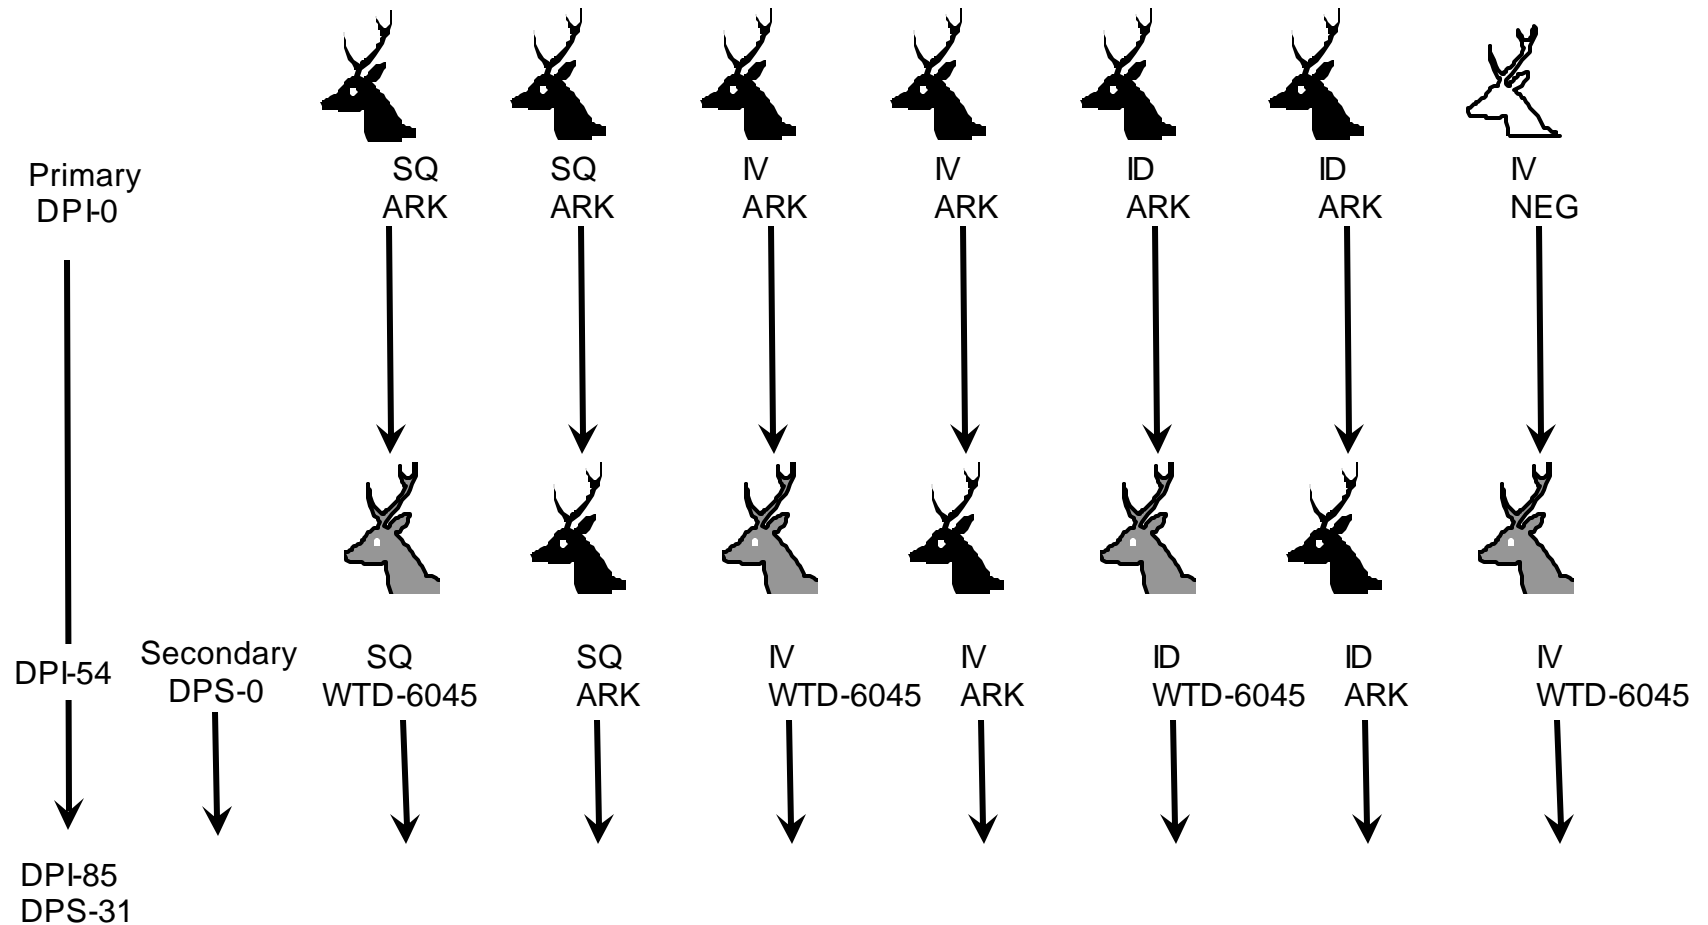 Primary
DPI-0
SQ
ARK
SQ
ARK
IV
ARK
IV
ARK
ID
ARK
ID
ARK
IV
NEG
DPI-54
Secondary
DPS-0
SQ
WTD-6045
SQ
ARK
IV
WTD-6045
IV
ARK
ID
WTD-6045
ID
ARK
IV
WTD-6045
DPI-85
DPS-31